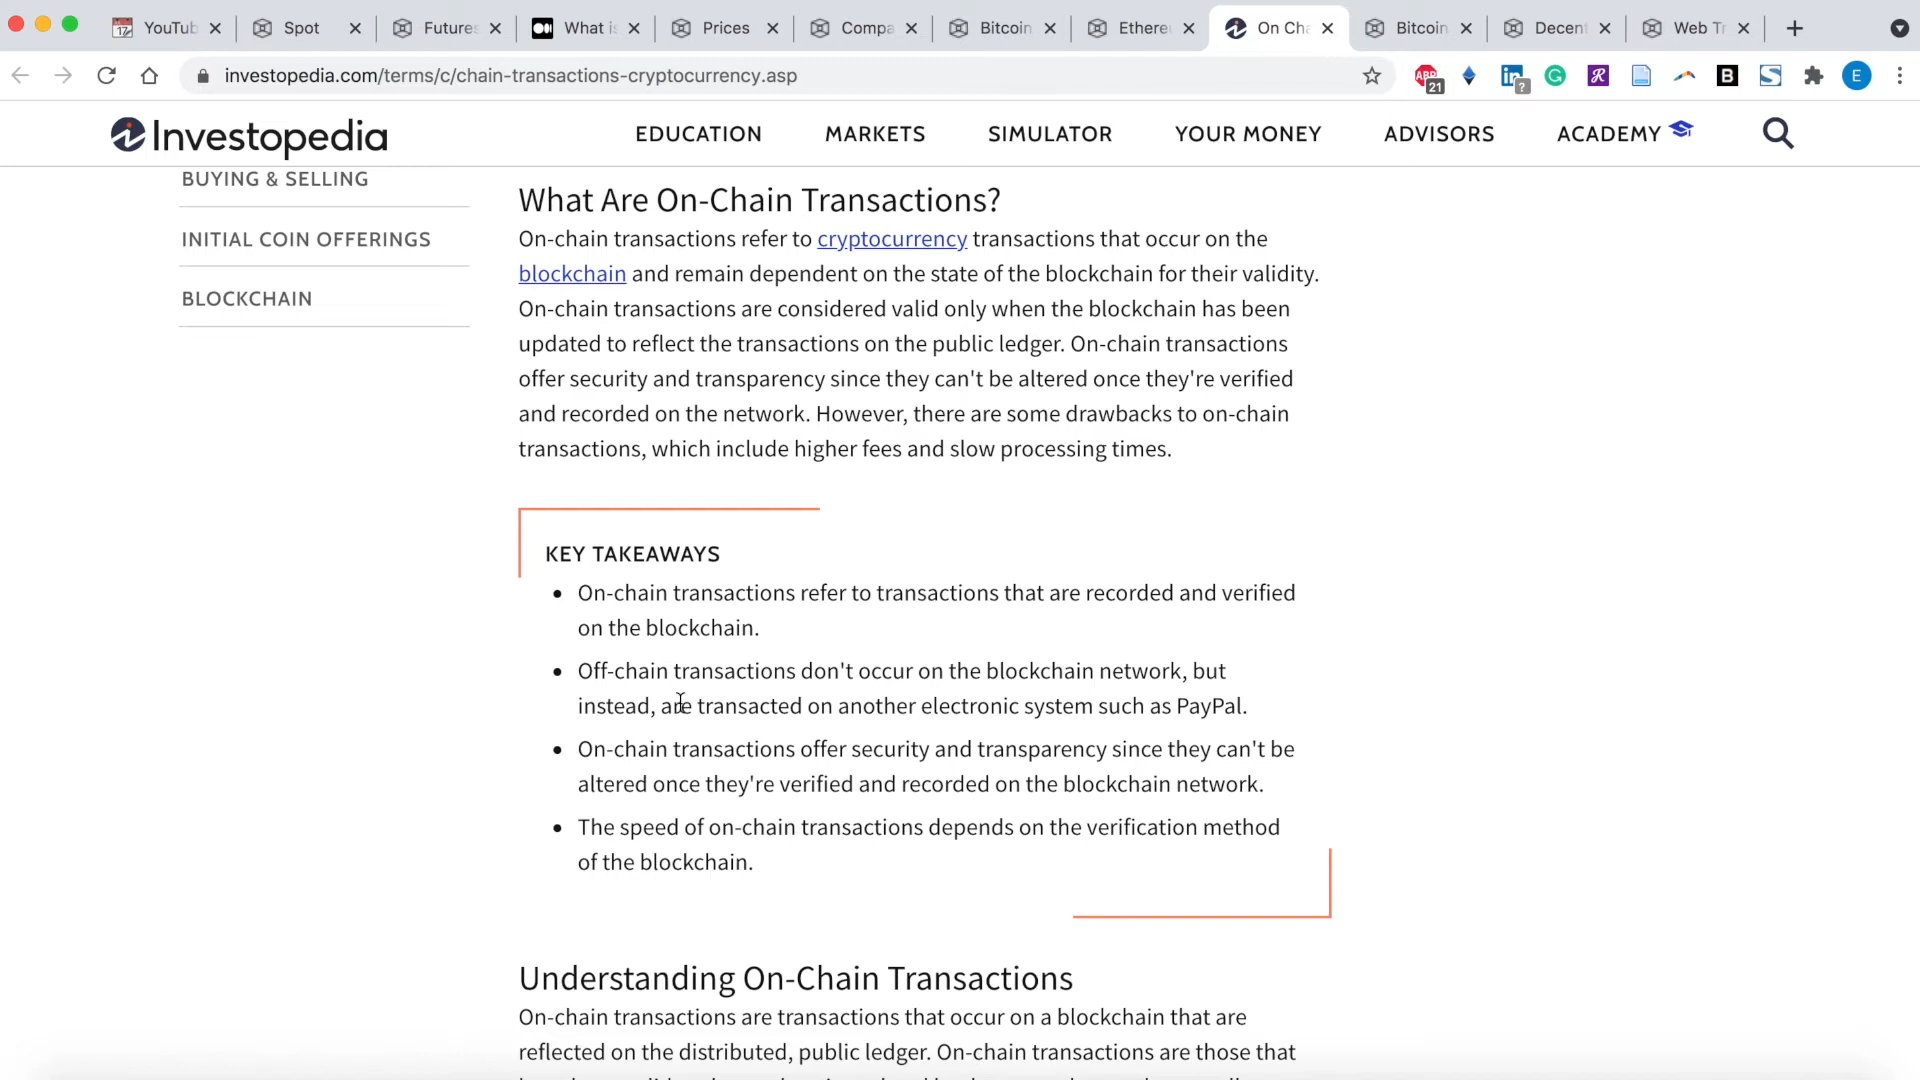 YouTub
Spot
Futures
What is
Prices
Compa
Bitcoin
Ethere
On Cha
Bitcoin
Decent
Web Tr
investopedia.com/terms/c/chain-transactions-cryptocurrency.asp
ABP
21
in
?
G
R
B
S
E
Investopedia
EDUCATION
MARKETS
SIMULATOR
YOUR MONEY
ADVISORS
ACADEMY
BUYING & SELLING
INITIAL COIN OFFERINGS
BLOCKCHAIN
What Are On-Chain Transactions?
On-chain transactions refer to cryptocurrency transactions that occur on the
blockchain and remain dependent on the state of the blockchain for their validity.
On-chain transactions are considered valid only when the blockchain has been
updated to reflect the transactions on the public ledger. On-chain transactions
offer security and transparency since they can't be altered once they're verified
and recorded on the network. However, there are some drawbacks to on-chain
transactions, which include higher fees and slow processing times.
KEY TAKEAWAYS
• On-chain transactions refer to transactions that are recorded and verified
on the blockchain.
• Off-chain transactions don't occur on the blockchain network, but
instead, are transacted on another electronic system such as PayPal.
• On-chain transactions offer security and transparency since they can't be
altered once they're verified and recorded on the blockchain network.
• The speed of on-chain transactions depends on the verification method
of the blockchain.
Understanding On-Chain Transactions
On-chain transactions are transactions that occur on a blockchain that are
reflected on the distributed, public ledger. On-chain transactions are those that